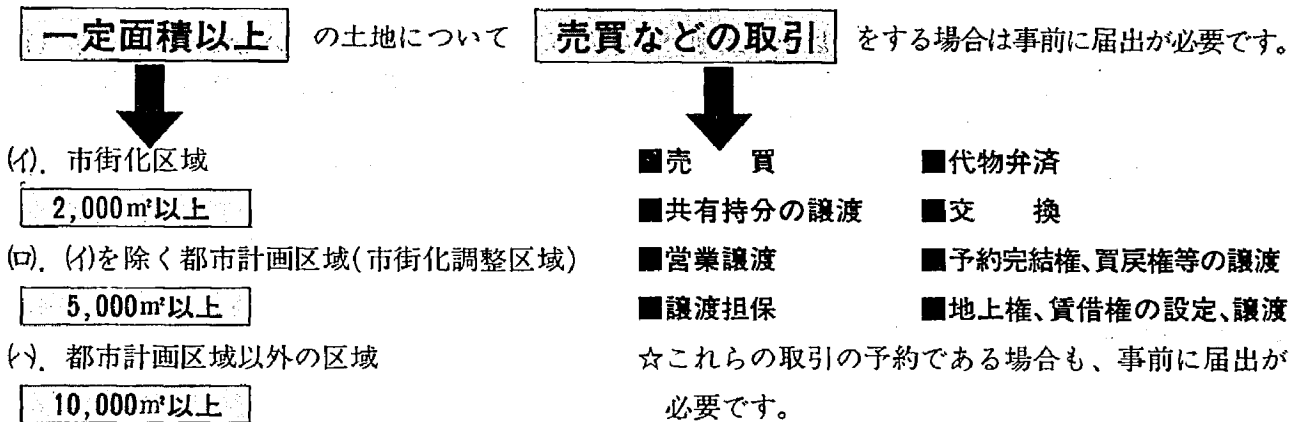 一定面積以上 の土地について 売買などの取引 をする場合は事前に届出が必要です。
(イ). 市街化区域
2,000㎡以上
(ロ). (イ)を除く都市計画区域(市街化調整区域)
5,000㎡以上
(ハ). 都市計画区域以外の区域
10,000㎡以上
■売　買
■代物弁済
■共有持分の譲渡
■交　換
■営業譲渡
■予約完結権、買戻権等の譲渡
■譲渡担保
■地上権、賃借権の設定、譲渡
☆これらの取引の予約である場合も、事前に届出が
必要です。